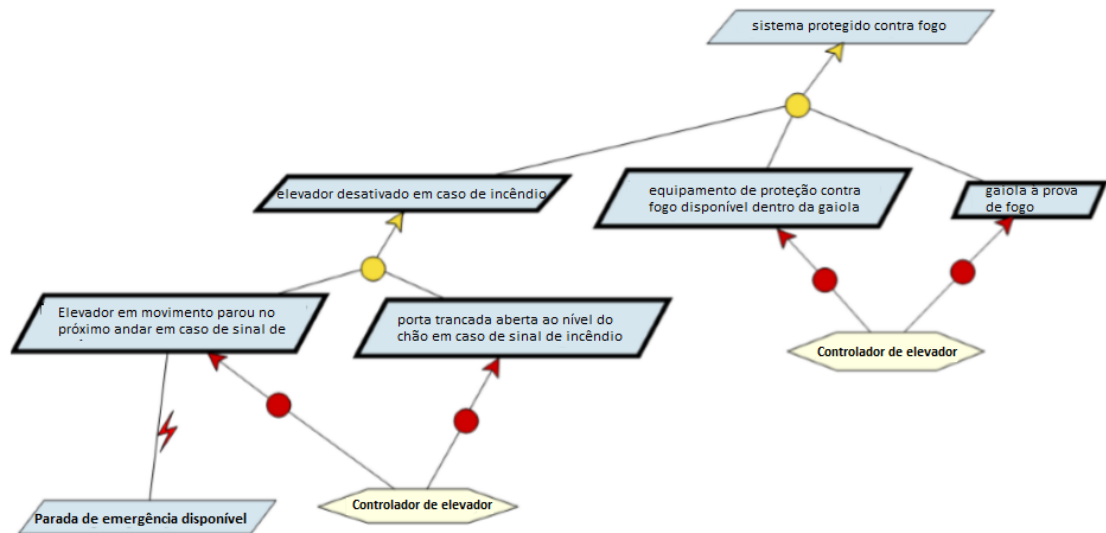 sistema protegido contra fogo
elevador desativado em caso de incêndio
equipamento de proteção contra
fogo disponível dentro da gaiola
gaiola à prova
de fogo
Elevador em movimento parou no
próximo andar em caso de sinal de
porta trancada aberta ao nível do
chão em caso de sinal de incêndio
Controlador de elevador
Parada de emergência disponível
Controlador de elevador